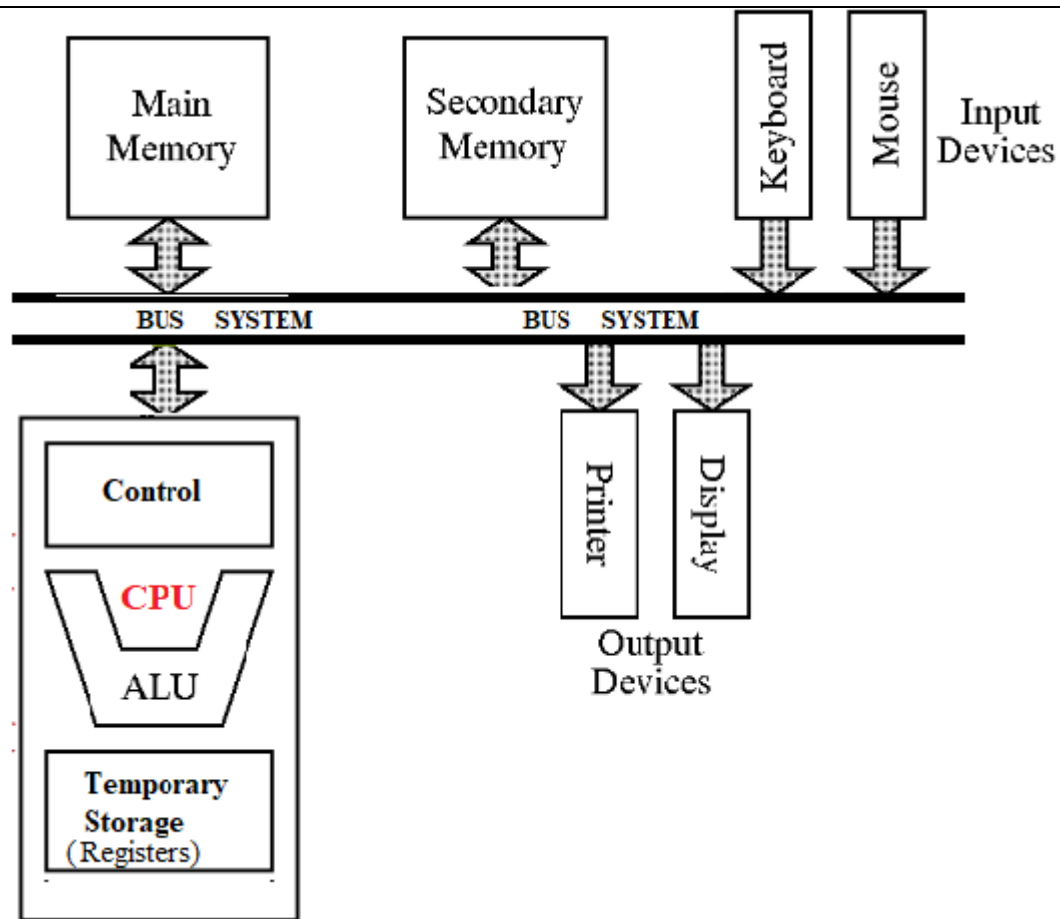 Main
Memory
Secondary
Memory
Keyboard
Mouse
Input
Devices
BUS SYSTEM
BUS SYSTEM
Control
CPU
ALU
Temporary
Storage
(Registers)
Printer
Display
Output
Devices